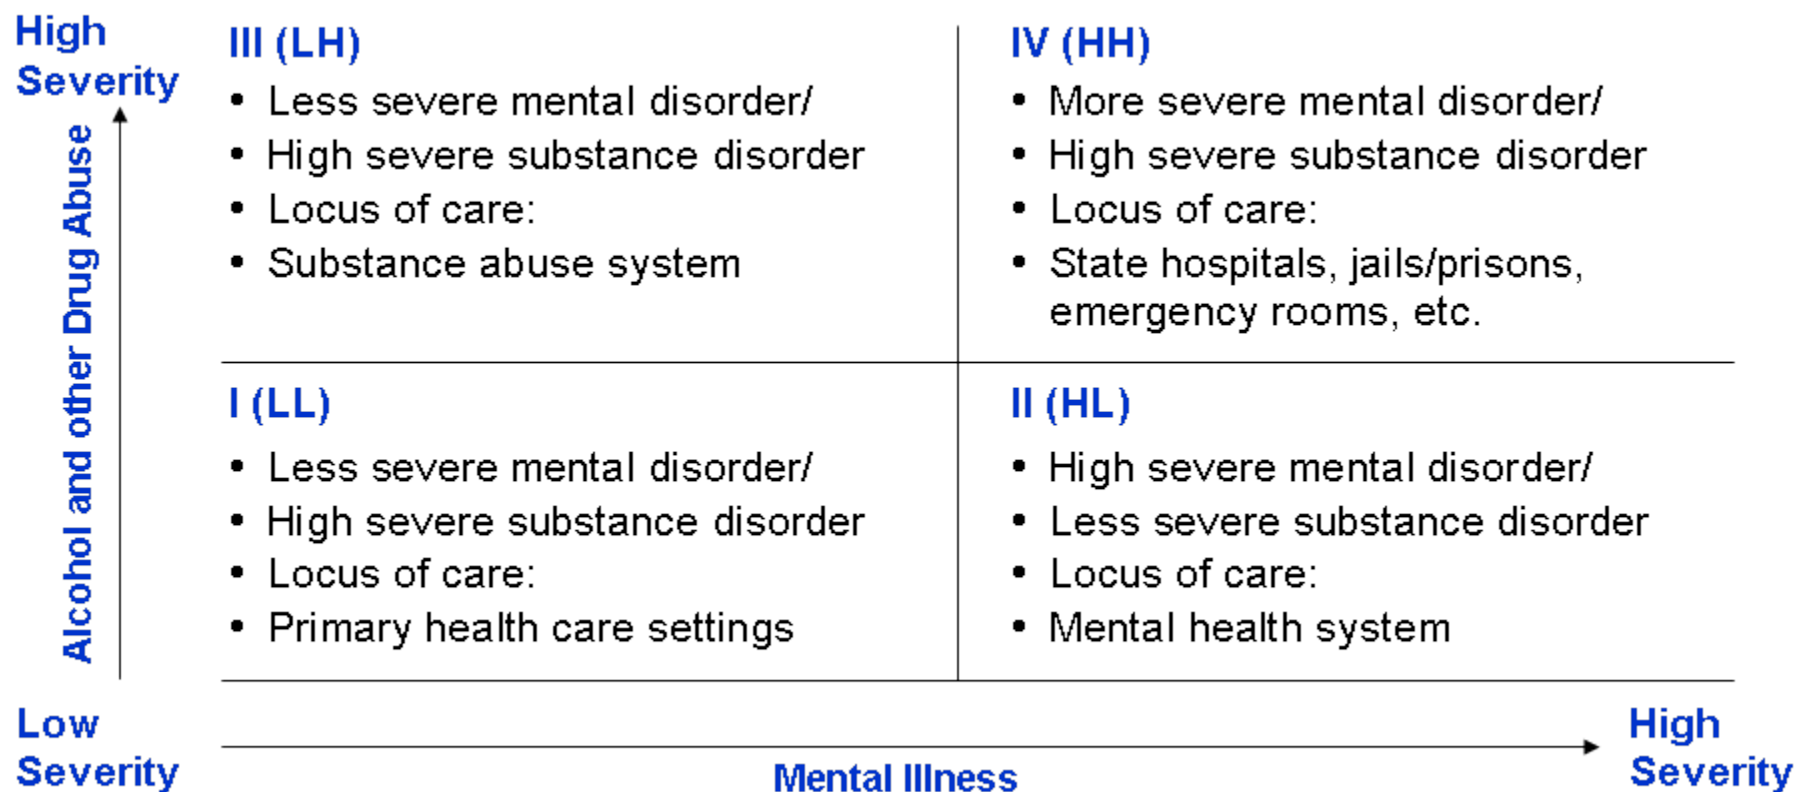 High
Severity
Alcohol and other Drug Abuse
III (LH)
• Less severe mental disorder/
• High severe substance disorder
• Locus of care:
• Substance abuse system
IV (HH)
• More severe mental disorder/
• High severe substance disorder
• Locus of care:
• State hospitals, jails/prisons,
emergency rooms, etc.
I (LL)
• Less severe mental disorder/
• High severe substance disorder
• Locus of care:
• Primary health care settings
II (HL)
• High severe mental disorder/
• Less severe substance disorder
• Locus of care:
• Mental health system
Low
Severity
Mental Illness
High
Severity